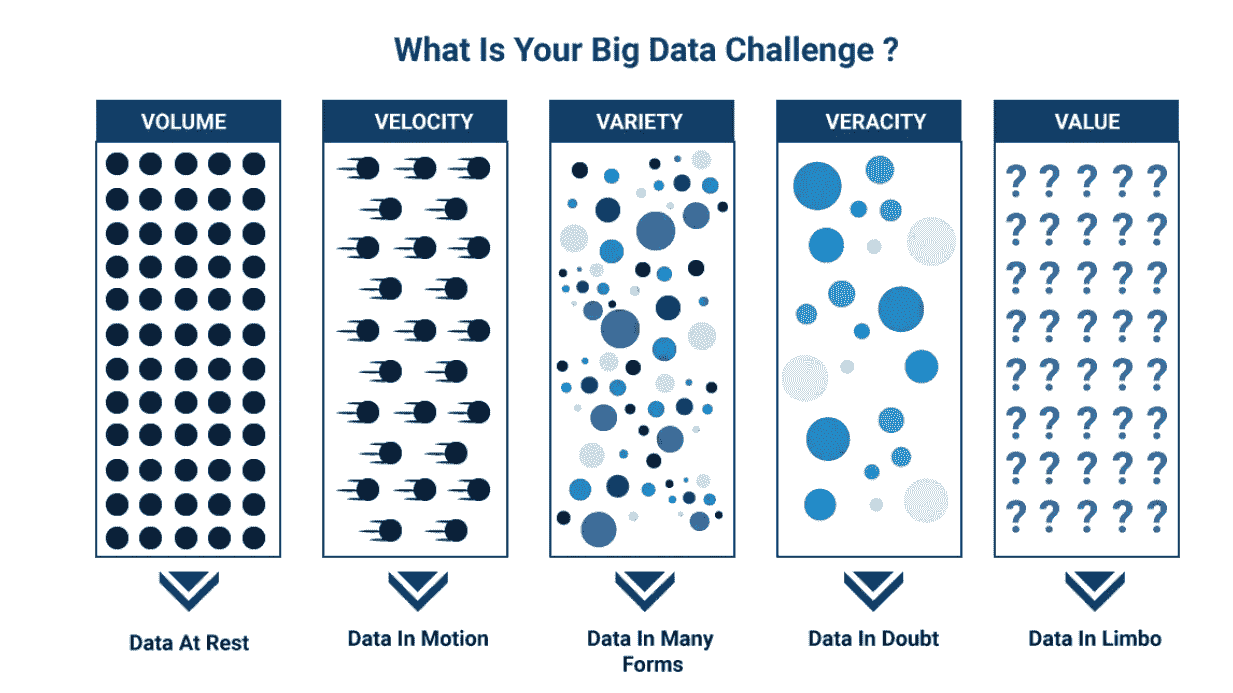 What Is Your Big Data Challenge ?
VOLUME
VELOCITY
VARIETY
VERACITY
VALUE
? ? ? ? ?
? ? ? ? ?
? ? ? ? ?
? ? ? ? ?
? ? ? ? ?
? ? ? ? ?
? ? ? ? ?
? ? ? ? ?
Data At Rest
Data In Motion
Data In Many
Forms
Data In Doubt
Data In Limbo